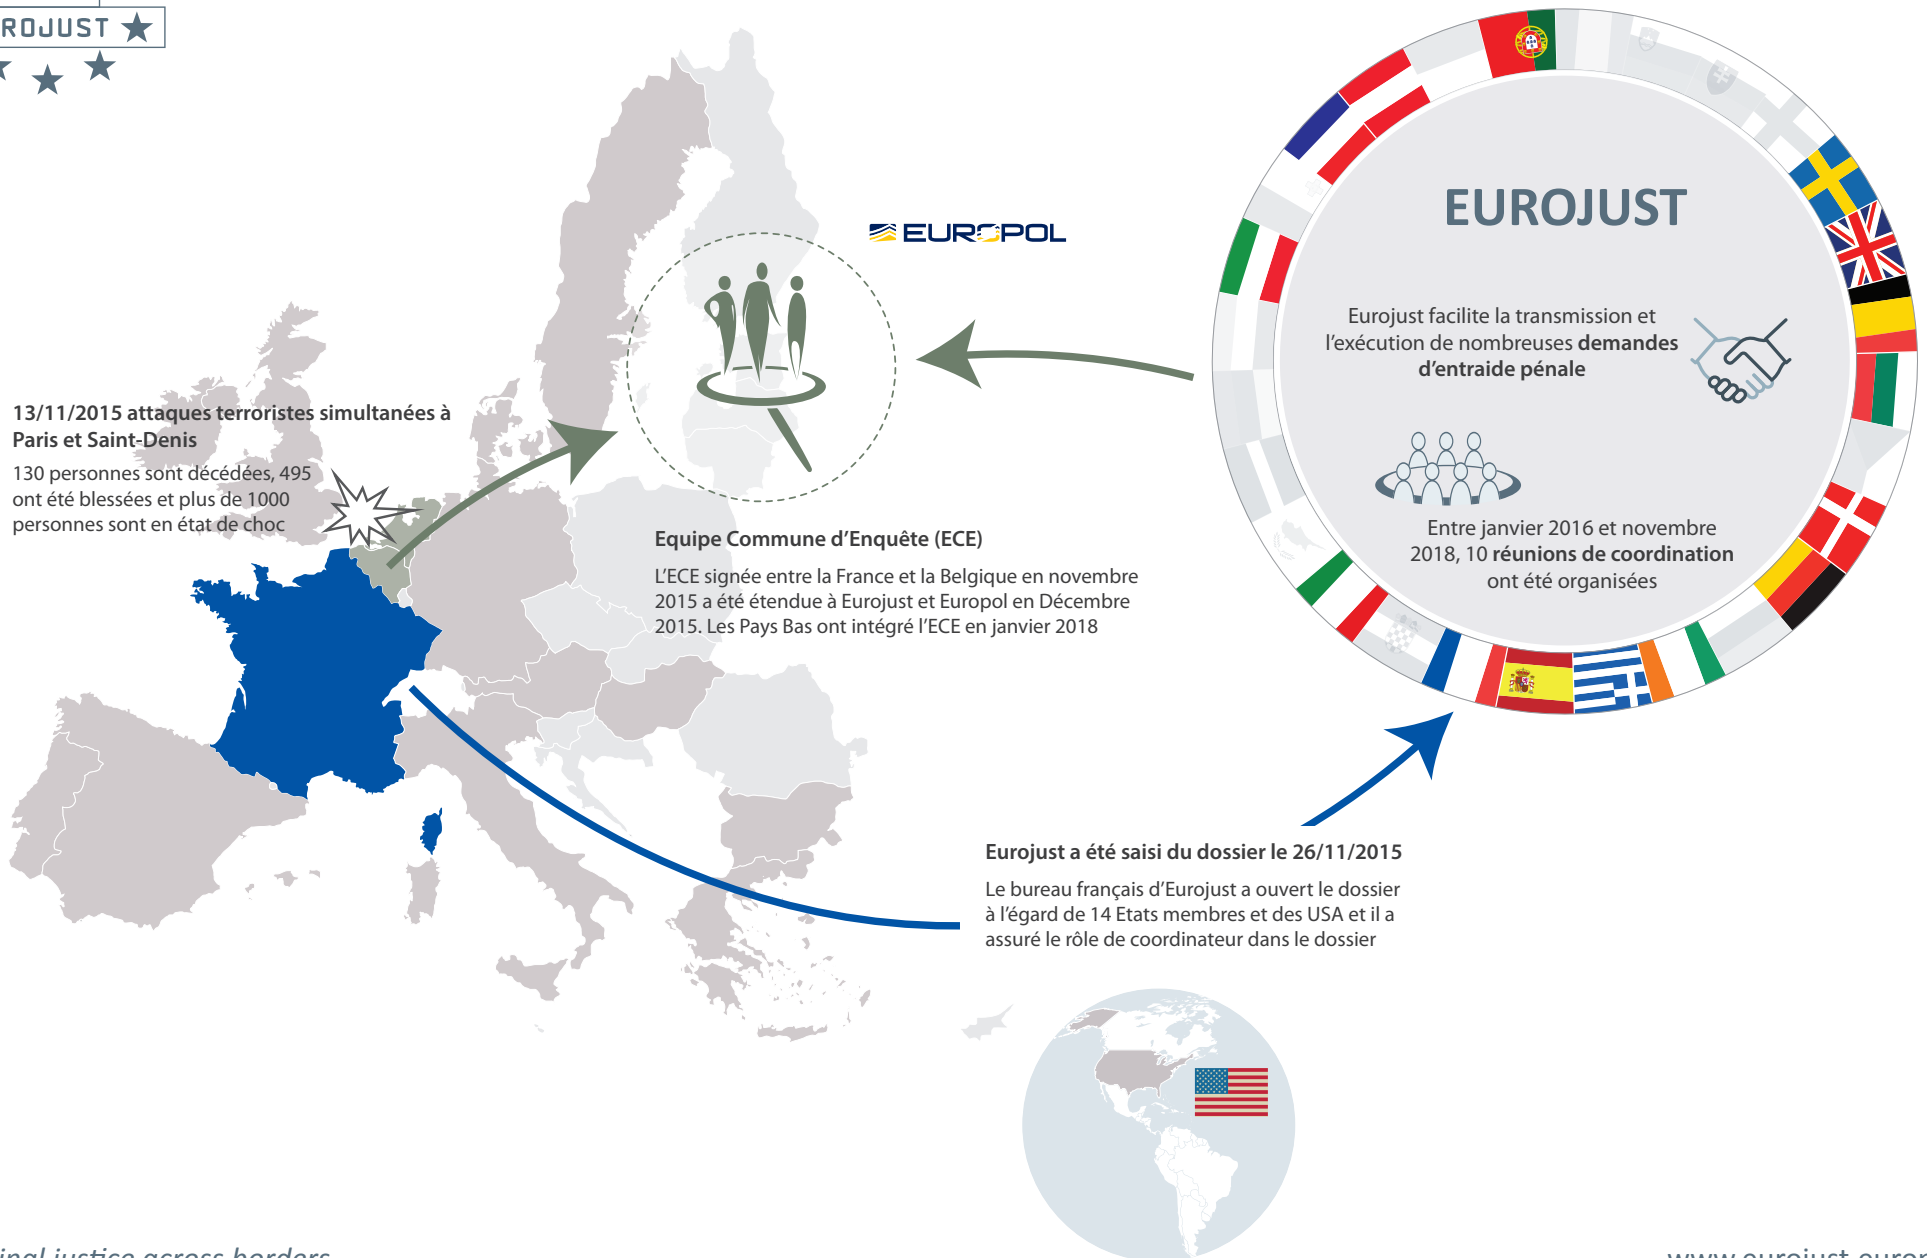 ROJUST
EUROPOL
EUROJUST
Eurojust facilite la transmission et
l'exécution de nombreuses demandes
d'entraide pénale
Entre janvier 2016 et novembre
2018, 10 réunions de coordination
ont été organisées
13/11/2015 attaques terroristes simultanées à
Paris et Saint-Denis
130 personnes sont décédées, 495
ont été blessées et plus de 1000
personnes sont en état de choc
Equipe Commune d'Enquête (ECE)
L'ECE signée entre la France et la Belgique en novembre
2015 a été étendue à Eurojust et Europol en Décembre
2015. Les Pays Bas ont intégré l'ECE en janvier 2018
Eurojust a été saisi du dossier le 26/11/2015
Le bureau français d'Eurojust a ouvert le dossier
à l'égard de 14 Etats membres et des USA et il a
assuré le rôle de coordinateur dans le dossier
inal justice across borders